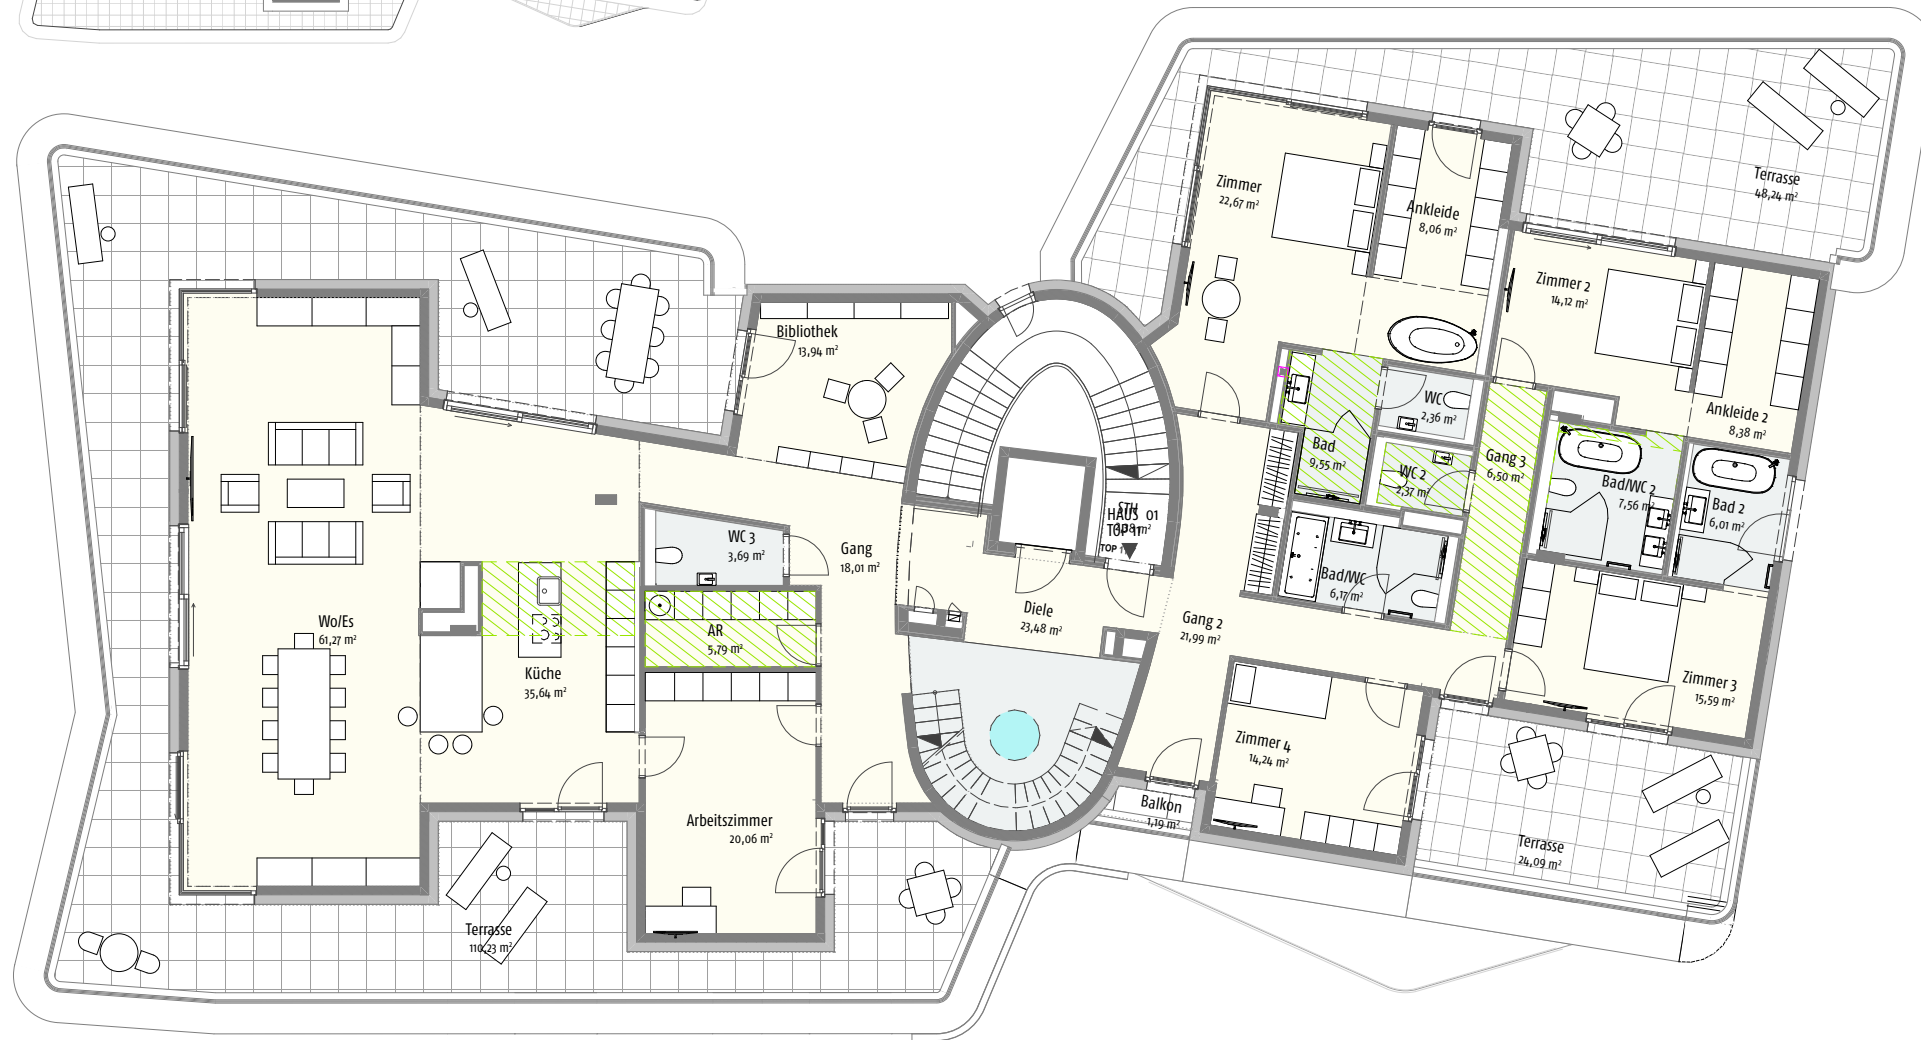 Zimmer
22,67 m²
Ankleide
8,06 m²
Terrasse
48,24 m²
Zimmer 2
14,12 m²
Ankleide 2
8,38 m²
Bibliothek
13,94 m²
WC
2,36 m²
Bad
9,55 m²
WC 2
2,37 m²
Gang 3
6,50 m²
Bad/WC 2
7,56 m²
Bad 2
6,01 m²
STH
HAUS 01
TOP 11
TOP 11
WC 3
3,69 m²
Gang
18,01 m²
Bad/WC
6,17 m²
Wo/Es
61,27 m²
AR
5,79 m²
Diele
23,48 m²
Gang 2
21,99 m²
Küche
35,64 m²
Zimmer 3
15,59 m²
Zimmer 4
14,24 m²
Arbeitszimmer
20,06 m²
Balkon
1,19 m²
Terrasse
24,09 m²
Terrasse
110,23 m²